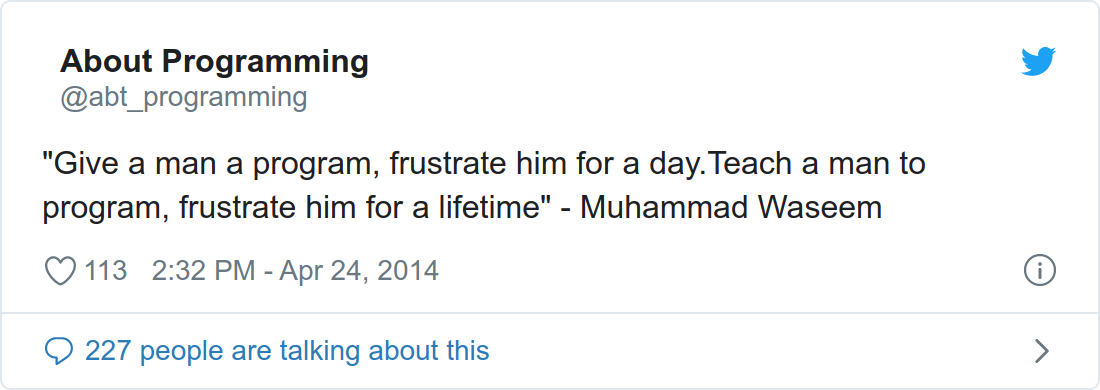 About Programming
@abt_programming
"Give a man a program, frustrate him for a day.Teach a man to
program, frustrate him for a lifetime" - Muhammad Waseem
113 2:32 PM - Apr 24, 2014
227 people are talking about this